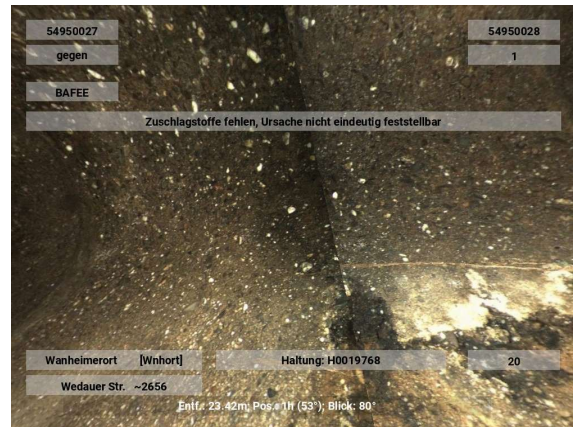 54950027
54950028
gegen
1
BAFEE
Zuschlagstoffe fehlen, Ursache nicht eindeutig feststellbar
Wanheimerort [Wnhort]
Haltung: H0019768
20
Wedauer Str. ~2656
Entf.: 23.42m; Pos.: 1h (53°); Blick: 80°